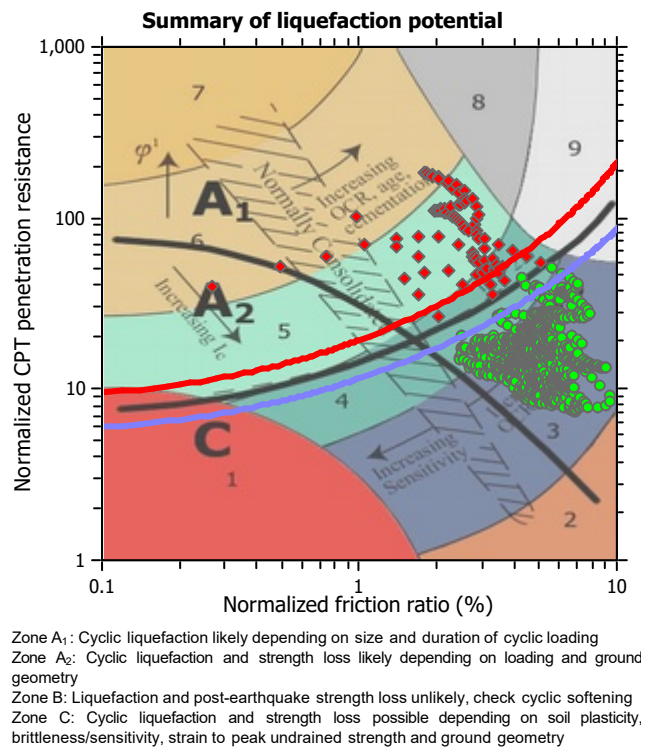 Summary of liquefaction potential
1,000
100
10
1
0.1
1
10
Normalized CPT penetration resistance
Normalized friction ratio (%)
7
8
9
φ'
A1
Normally Consolidated
Increasing
OCR, age,
cementation
6
A2
Increasing Ic
5
4
C
1
Increasing
Sensitivity
3
2
Zone A1: Cyclic liquefaction likely depending on size and duration of cyclic loading
Zone A2: Cyclic liquefaction and strength loss likely depending on loading and ground
geometry
Zone B: Liquefaction and post-earthquake strength loss unlikely, check cyclic softening
Zone C: Cyclic liquefaction and strength loss possible depending on soil plasticity,
brittleness/sensitivity, strain to peak undrained strength and ground geometry